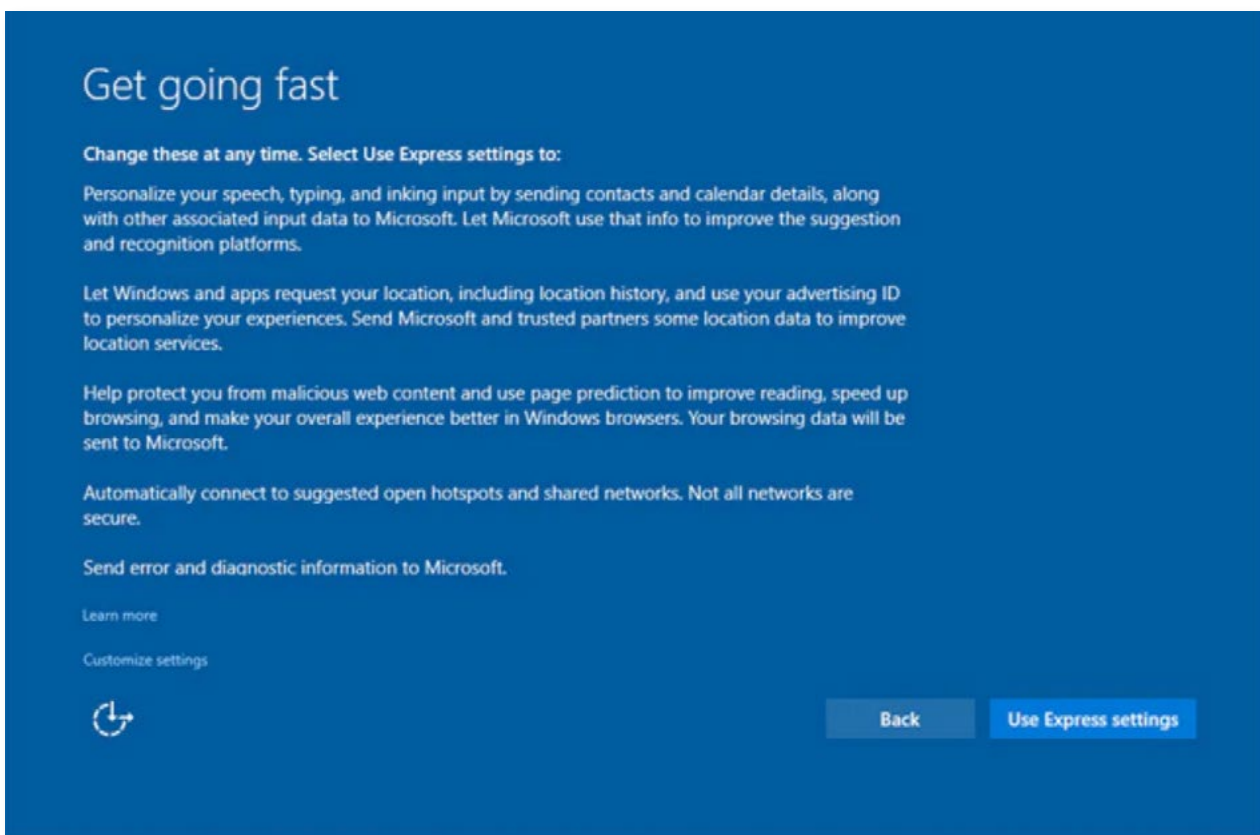 Get going fast
Change these at any time. Select Use Express settings to:
Personalize your speech, typing, and inking input by sending contacts and calendar details, along
with other associated input data to Microsoft. Let Microsoft use that info to improve the suggestion
and recognition platforms.
Let Windows and apps request your location, including location history, and use your advertising ID
to personalize your experiences. Send Microsoft and trusted partners some location data to improve
location services.
Help protect you from malicious web content and use page prediction to improve reading, speed up
browsing, and make your overall experience better in Windows browsers. Your browsing data will be
sent to Microsoft.
Automatically connect to suggested open hotspots and shared networks. Not all networks are
secure.
Send error and diagnostic information to Microsoft.
Learn more
Customize settings
Back
Use Express settings